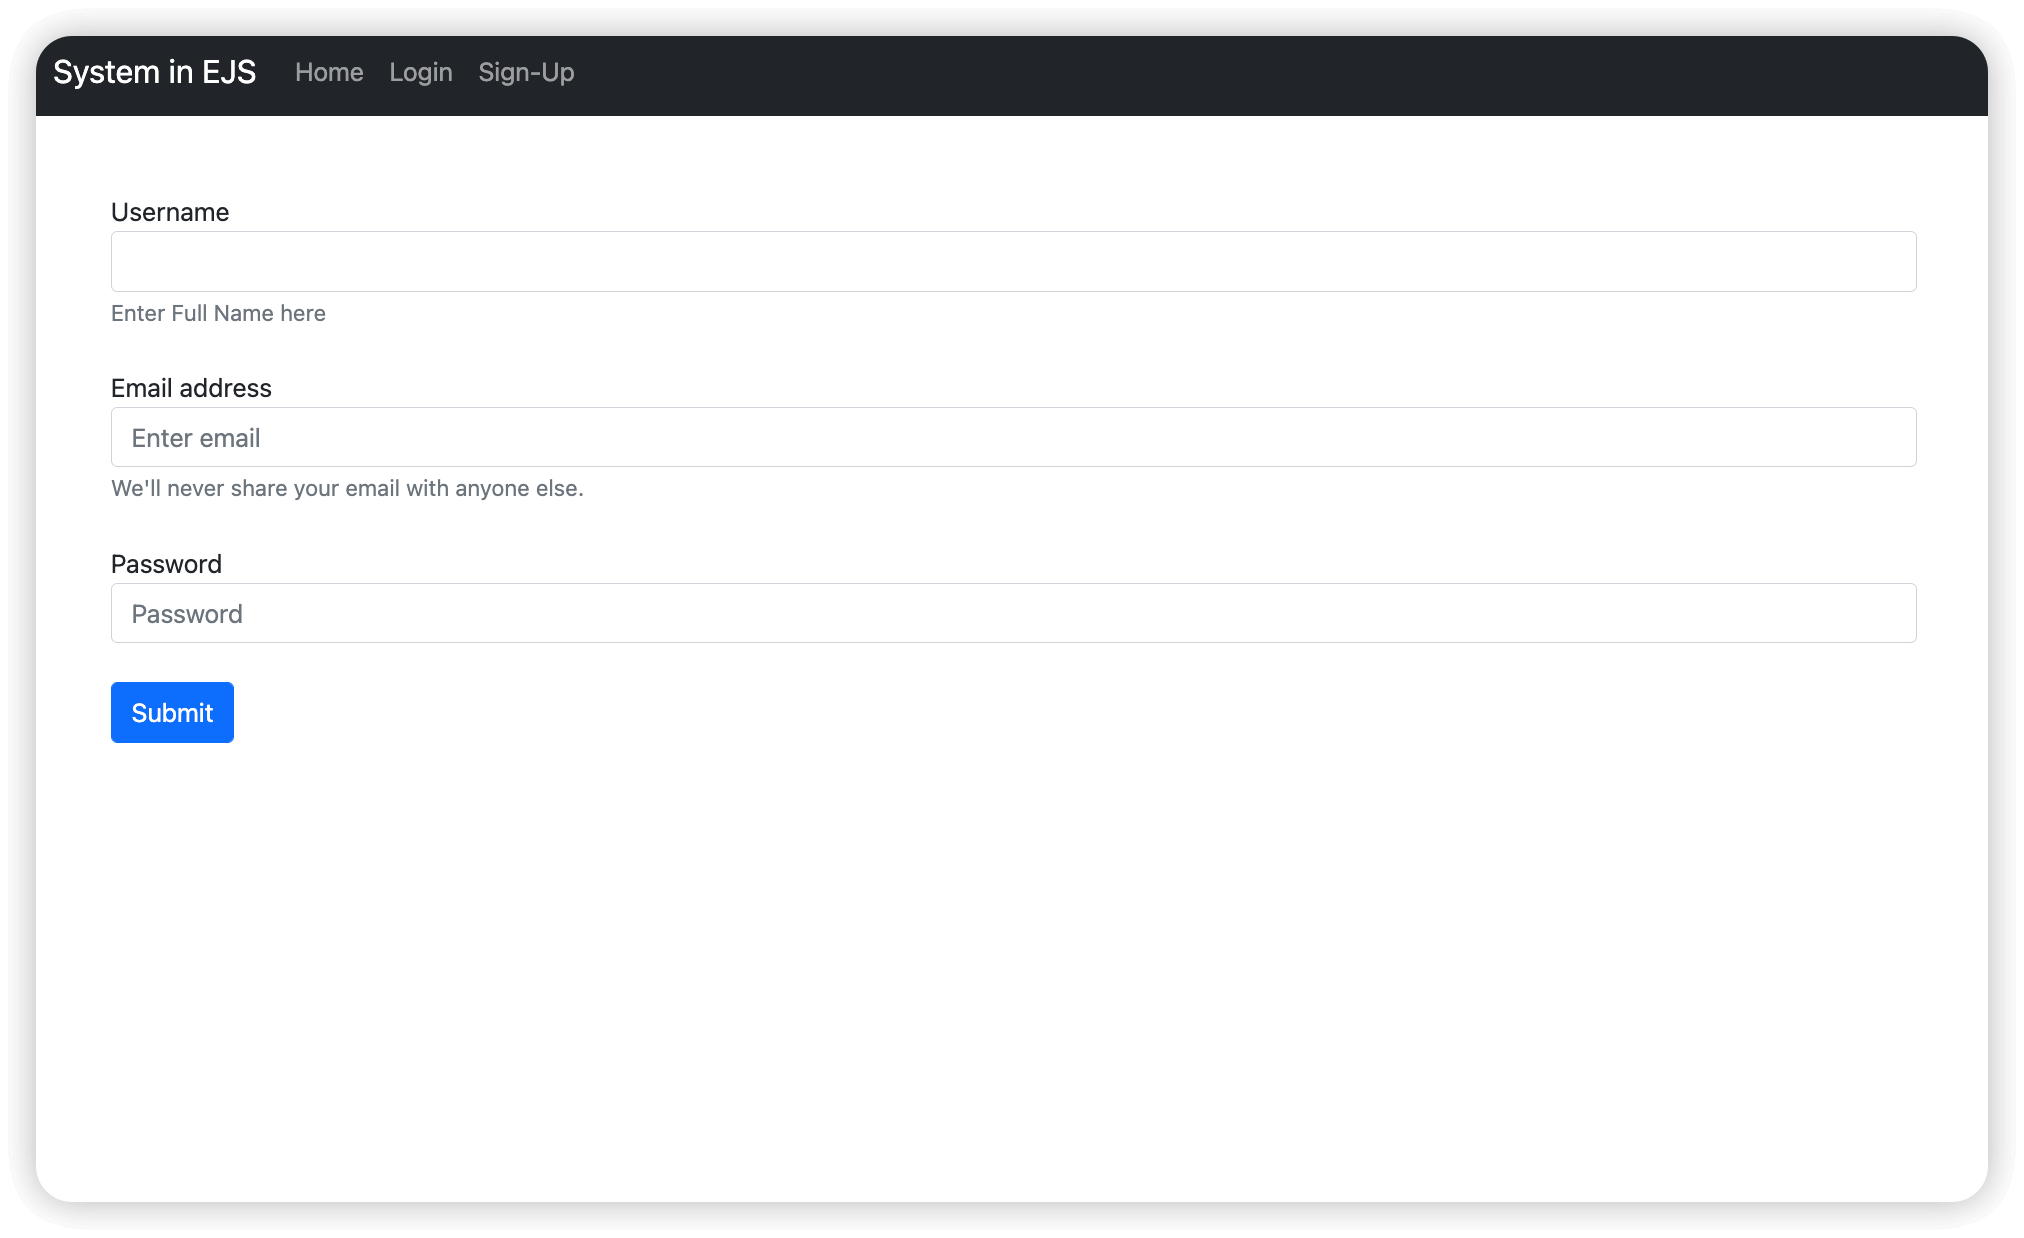 System in EJS Home Login Sign-Up
Username
Enter Full Name here
Email address
Enter email
We'll never share your email with anyone else.
Password
Password
Submit